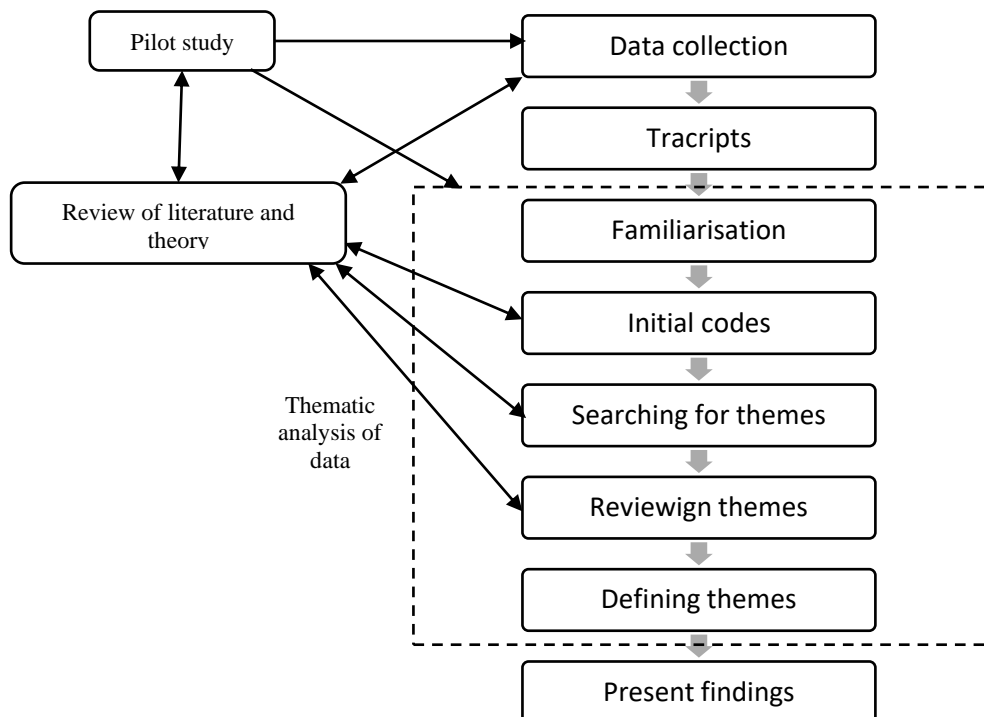 Pilot study
Data collection
Tracripts
Review of literature and
theory
Familiarisation
Initial codes
Searching for themes
Thematic
analysis of
data
Reviewign themes
Defining themes
Present findings